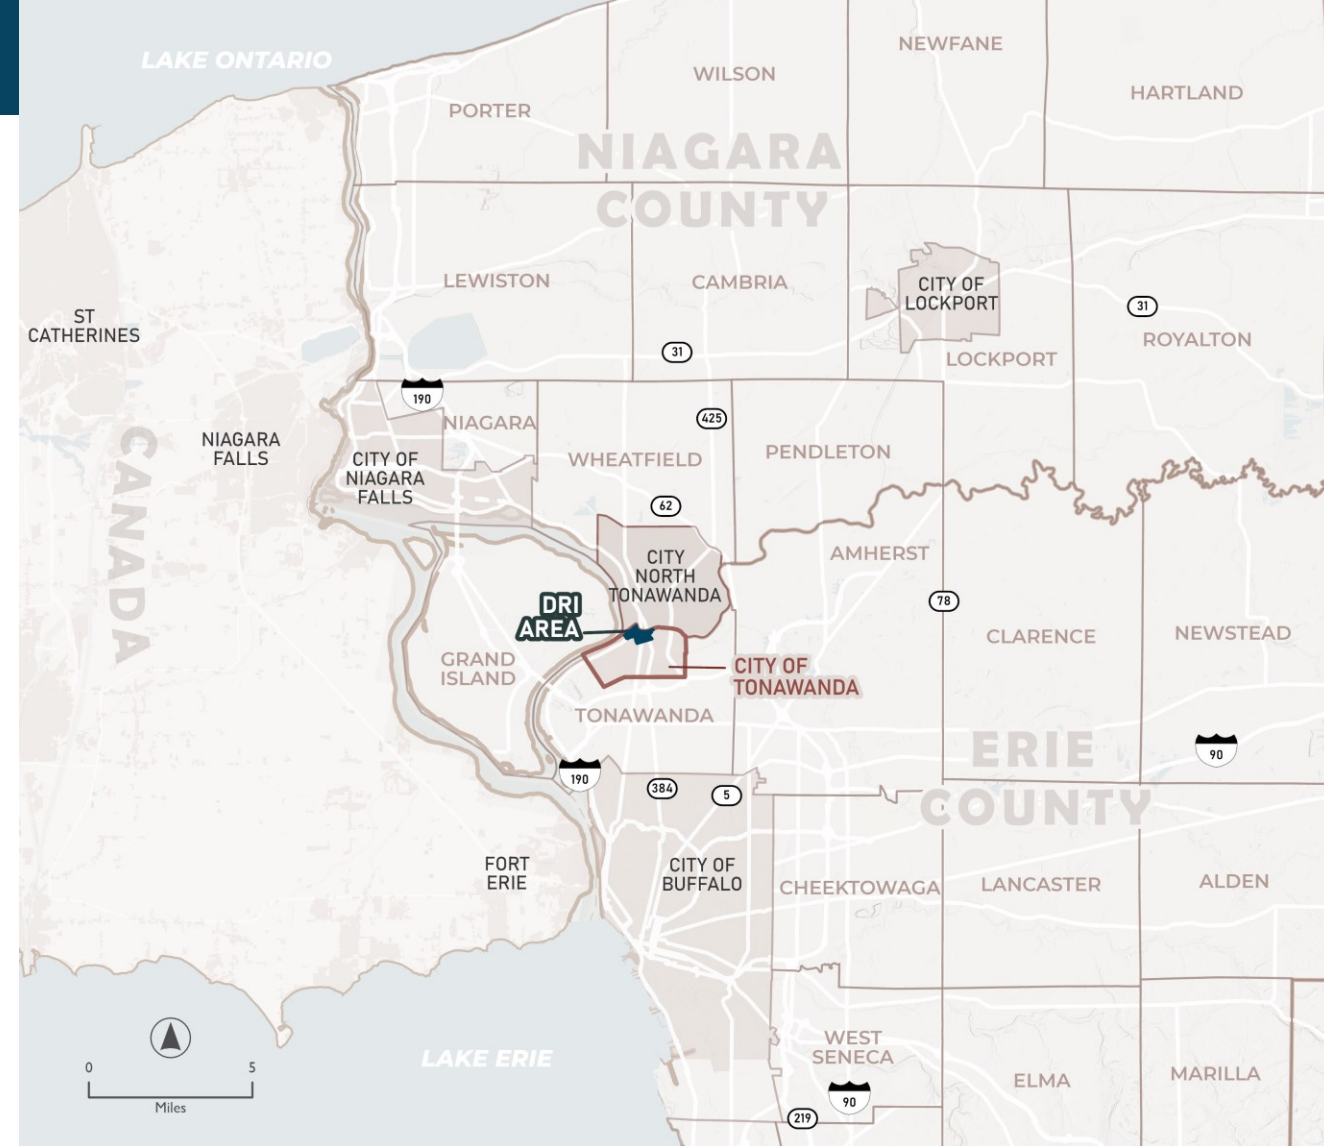 LAKE ONTARIO
NEWFANE
WILSON
HARTLAND
PORTER
NIAGARA
COUNTY
LEWISTON
CAMBRIA
CITY OF
LOCKPORT
ST
CATHERINES
31
31
ROYALTON
LOCKPORT
190
NIAGARA
425
CANADA
NIAGARA
FALLS
CITY OF
NIAGARA
FALLS
WHEATFIELD
PENDLETON
62
CITY
NORTH
TONAWANDA
AMHERST
DRI
AREA
78
CLARENCE
NEWSTEAD
GRAND
ISLAND
CITY OF
TONAWANDA
TONAWANDA
ERIE
COUNTY
90
190
384
5
FORT
ERIE
CITY OF
BUFFALO
CHEEKTOWAGA
LANCASTER
ALDEN
WEST
SENECA
LAKE ERIE
ELMA
MARILLA
0
5
Miles
90
219